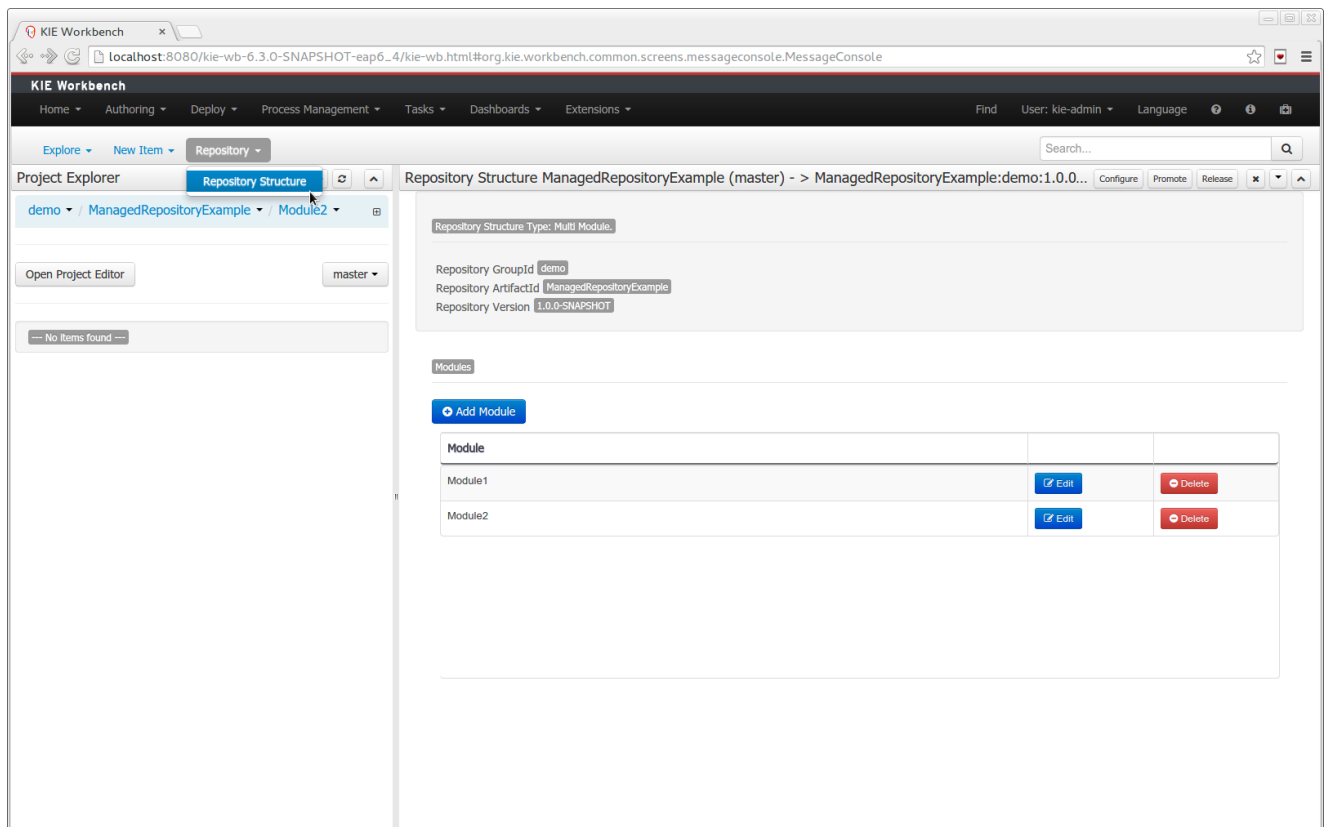 KIE Workbench
localhost:8080/kie-wb-6.3.0-SNAPSHOT-eap6_4/kie-wb.html#org.kie.workbench.common.screens.messageconsole.MessageConsole
KIE Workbench
Home Authoring Deploy Process Management Tasks Dashboards Extensions Find User: kie-admin Language
Explore New Item Repository Search...
Repository Structure
Project Explorer
Repository Structure ManagedRepositoryExample (master) - > ManagedRepositoryExample:demo:1.0.0... Configure Promote Release
demo / ManagedRepositoryExample / Module2
Open Project Editor master
--- No items found ---
Repository Structure Type: Multi Module.
Repository GroupId demo
Repository ArtifactId ManagedRepositoryExample
Repository Version 1.0.0-SNAPSHOT
Modules
Add Module
Module
Module1 Edit Delete
Module2 Edit Delete